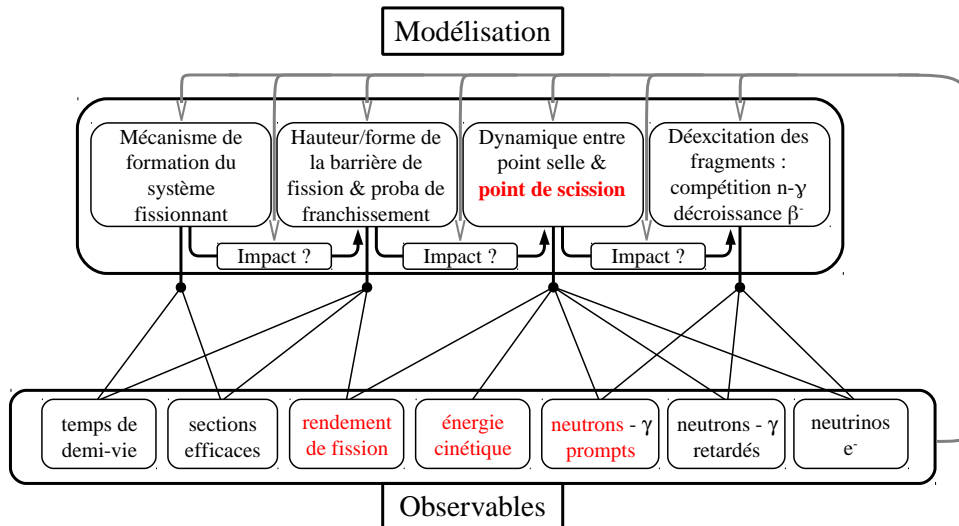 Modélisation
Mécanisme de
formation du
système
fissionnant
Hauteur/forme de
la barrière de
fission & proba de
franchissement
Dynamique entre
point selle &
point de scission
Déexcitation des
fragments :
compétition n-γ
décroissance β⁻
Impact ?
Impact ?
Impact ?
temps de
demi-vie
sections
efficaces
rendement
de fission
énergie
cinétique
neutrons - γ
prompts
neutrons - γ
retardés
neutrinos
e⁻
Observables